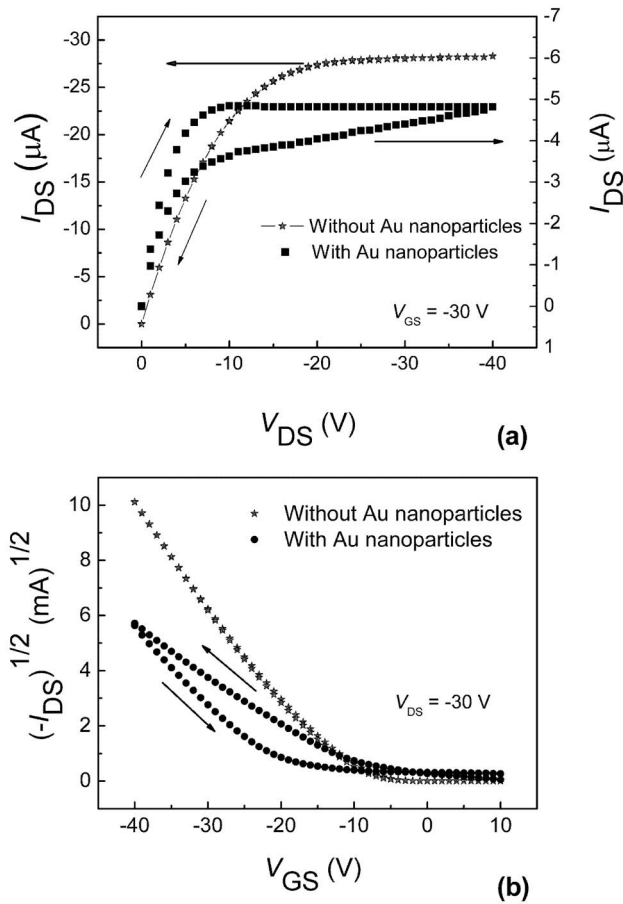 -30
-25
-20
-15
-10
-5
0
I_DS (μA)
-7
-6
-5
-4
-3
-2
-1
0
1
I_DS (μA)
Without Au nanoparticles
With Au nanoparticles
V_GS = -30 V
0 -10 -20 -30 -40
V_DS (V)
(a)
10
8
6
4
2
0
(-I_DS)^1/2 (mA)^1/2
Without Au nanoparticles
With Au nanoparticles
V_DS = -30 V
-40 -30 -20 -10 0 10
V_GS (V)
(b)